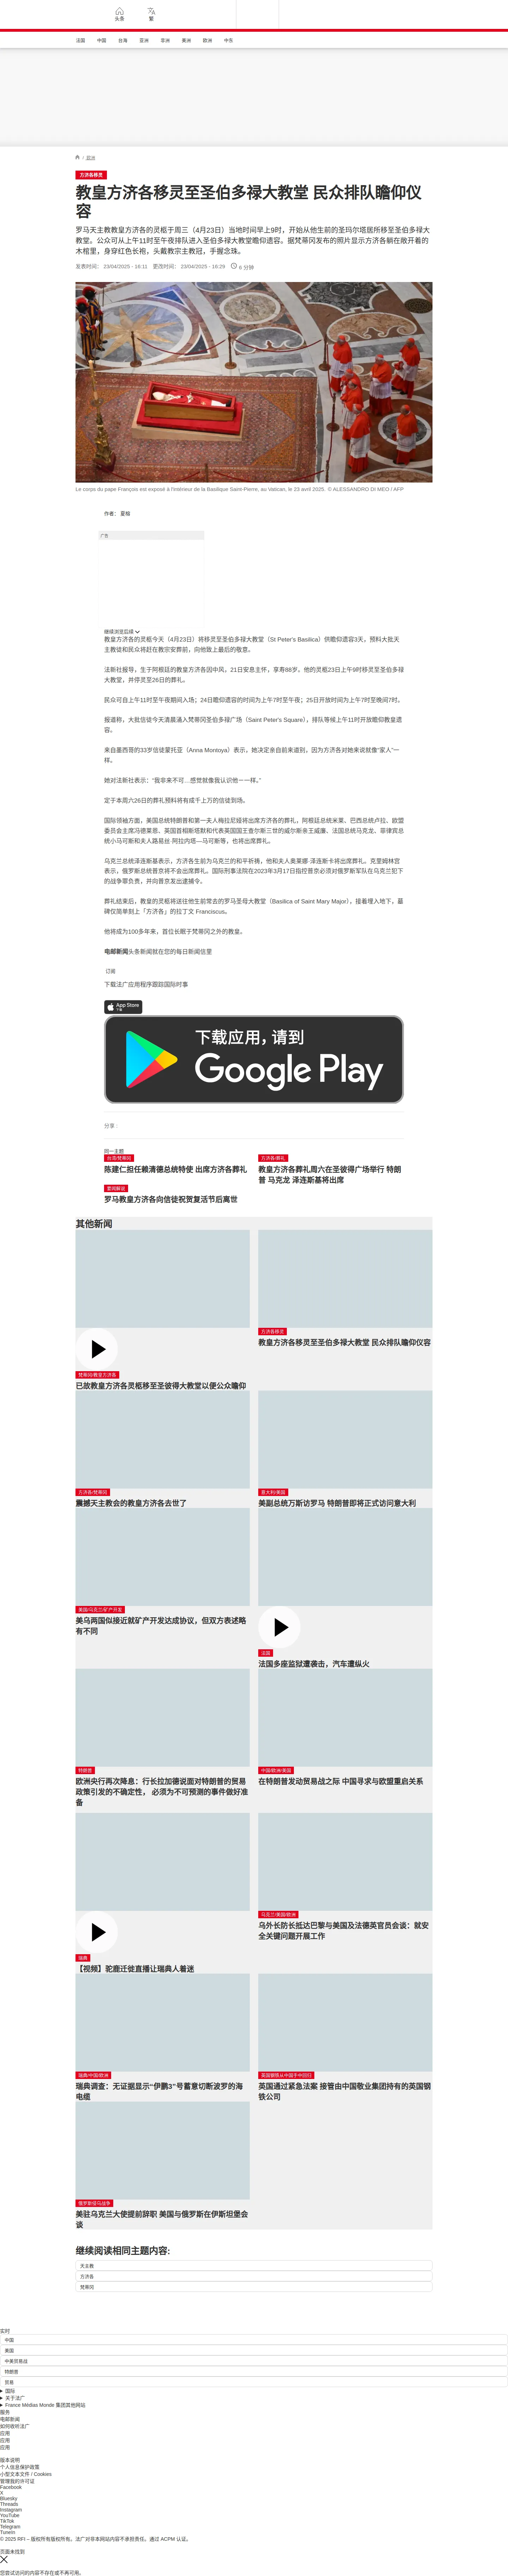 头条
繁
法国
中国
台海
亚洲
非洲
美洲
欧洲
中东
/ 欧洲
方济各移灵
教皇方济各移灵至圣伯多禄大教堂 民众排队瞻仰仪
容
罗马天主教教皇方济各的灵柩于周三（4月23日）当地时间早上9时，开始从他生前的圣玛尔塔居所移至圣伯多禄大
教堂。公众可从上午11时至午夜排队进入圣伯多禄大教堂瞻仰遗容。据梵蒂冈发布的照片显示方济各躺在敞开着的
木棺里，身穿红色长袍，头戴教宗主教冠，手握念珠。
发表时间： 23/04/2025 - 16:11 更改时间： 23/04/2025 - 16:29 6 分钟
Le corps du pape François est exposé à l'intérieur de la Basilique Saint-Pierre, au Vatican, le 23 avril 2025. © ALESSANDRO DI MEO / AFP
作者： 夏榕
广告
继续浏览后续
教皇方济各的灵柩今天（4月23日）将移灵至圣伯多禄大教堂（St Peter's Basilica）供瞻仰遗容3天。预料大批天
主教徒和民众将赶在教宗安葬前，向他致上最后的敬意。
法新社报导，生于阿根廷的教皇方济各因中风，21日安息主怀，享寿88岁。他的灵柩23日上午9时移灵至圣伯多禄
大教堂，并停灵至26日的葬礼。
民众可自上午11时至午夜期间入场；24日瞻仰遗容的时间为上午7时至午夜；25日开放时间为上午7时至晚间7时。
报道称，大批信徒今天清晨涌入梵蒂冈圣伯多禄广场（Saint Peter's Square），排队等候上午11时开放瞻仰教皇遗
容。
来自墨西哥的33岁信徒蒙托亚（Anna Montoya）表示，她决定亲自前来道别，因为方济各对她来说就像“家人”一
样。
她对法新社表示：“我非来不可…感觉就像我认识他一一样。”
定于本周六26日的葬礼预料将有成千上万的信徒到场。
国际领袖方面，美国总统特朗普和第一夫人梅拉尼娅将出席方济各的葬礼，阿根廷总统米莱、巴西总统卢拉、欧盟
委员会主席冯德莱恩、英国首相斯塔默和代表英国国王查尔斯三世的威尔斯亲王威廉、法国总统马克龙、菲律宾总
统小马可斯和夫人路易丝·阿拉内塔—马可斯等，也将出席葬礼。
乌克兰总统泽连斯基表示，方济各生前为乌克兰的和平祈祷，他和夫人奥莱娜·泽连斯卡将出席葬礼。克里姆林宫
表示，俄罗斯总统普京将不会出席葬礼。国际刑事法院在2023年3月17日指控普京必须对俄罗斯军队在乌克兰犯下
的战争罪负责，并向普京发出逮捕令。
葬礼结束后，教皇的灵柩将送往他生前常去的罗马圣母大教堂（Basilica of Saint Mary Major），接着埋入地下，墓
碑仅简单刻上「方济各」的拉丁文 Franciscus。
他将成为100多年来，首位长眠于梵蒂冈之外的教皇。
电邮新闻头条新闻就在您的每日新闻信里
订阅
下载法广应用程序跟踪国际时事
App Store
下载
下载应用，请到
Google Play
分享 :
同一主题
台湾/梵蒂冈
陈建仁担任赖清德总统特使 出席方济各葬礼
方济各/葬礼
教皇方济各葬礼周六在圣彼得广场举行 特朗
普 马克龙 泽连斯基将出席
要闻解说
罗马教皇方济各向信徒祝贺复活节后离世
其他新闻
梵蒂冈/教皇方济各
已故教皇方济各灵柩移至圣彼得大教堂以便公众瞻仰
方济各移灵
教皇方济各移灵至圣伯多禄大教堂 民众排队瞻仰仪容
方济各/梵蒂冈
震撼天主教会的教皇方济各去世了
意大利/美国
美副总统万斯访罗马 特朗普即将正式访问意大利
美国/乌克兰/矿产开发
美乌两国似接近就矿产开发达成协议，但双方表述略
有不同
法国
法国多座监狱遭袭击，汽车遭纵火
特朗普
欧洲央行再次降息：行长拉加德说面对特朗普的贸易
政策引发的不确定性， 必须为不可预测的事件做好准
备
中国/欧洲/美国
在特朗普发动贸易战之际 中国寻求与欧盟重启关系
瑞典
【视频】驼鹿迁徙直播让瑞典人着迷
乌克兰/美国/欧洲
乌外长防长抵达巴黎与美国及法德英官员会谈：就安
全关键问题开展工作
瑞典/中国/欧洲
瑞典调查：无证据显示“伊鹏3”号蓄意切断波罗的海
电缆
英国钢铁从中国手中回归
英国通过紧急法案 接管由中国敬业集团持有的英国钢
铁公司
俄罗斯侵乌战争
美驻乌克兰大使提前辞职 美国与俄罗斯在伊斯坦堡会
谈
继续阅读相同主题内容:
天主教
方济各
梵蒂冈
实时
中国
美国
中美贸易战
特朗普
贸易
国际
关于法广
France Médias Monde 集团其他网站
服务
电邮新闻
如何收听法广
应用
应用
应用
版本说明
个人信息保护政策
小型文本文件 / Cookies
管理我的许可证
Facebook
X
Bluesky
Threads
Instagram
YouTube
TikTok
Telegram
TuneIn
© 2025 RFI – 版权所有版权所有。法广对非本网站内容不承担责任。通过 ACPM 认证。
页面未找到
您尝试访问的内容不存在或不再可用。